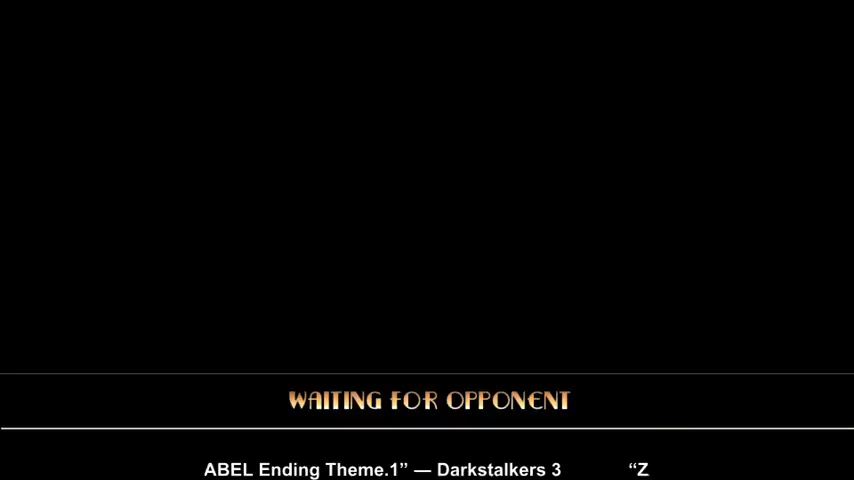 WAITING FOR OPPONENT
ABEL Ending Theme.1” — Darkstalkers 3 “Z